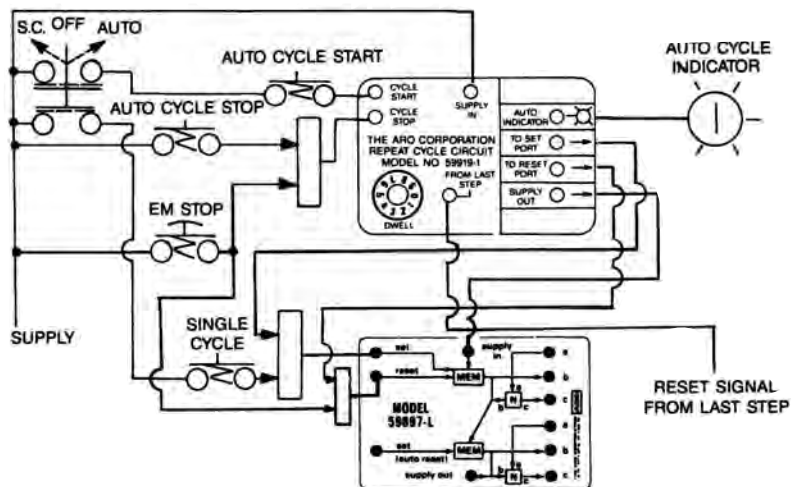 S.C. OFF AUTO
AUTO CYCLE START
AUTO CYCLE
INDICATOR
AUTO CYCLE STOP
CYCLE
START
SUPPLY
IN
CYCLE
STOP
AUTO
INDICATOR
THE ARO CORPORATION
REPEAT CYCLE CIRCUIT
MODEL NO 59919-1
TO SET
PORT
TO RESET
PORT
FROM LAST
STEP
SUPPLY
OUT
DWELL
EM STOP
SUPPLY
SINGLE
CYCLE
RESET SIGNAL
FROM LAST STEP
set
supply
in
a
reset
MEM
b
a
N
b
c
c
MODEL
59897-L
a
set
(auto reset)
MEM
b
a
b
N
c
c
supply out